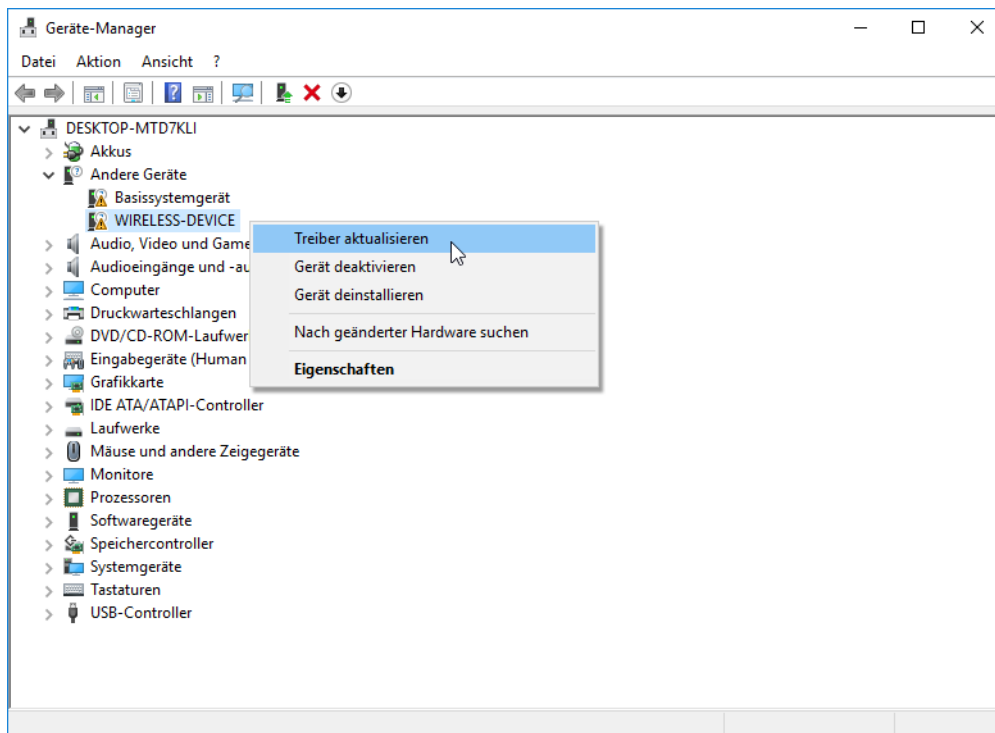 Geräte-Manager
Datei Aktion Ansicht ?
DESKTOP-MTD7KLI
Akkus
Andere Geräte
Basissystemgerät
WIRELESS-DEVICE
Treiber aktualisieren
Gerät deaktivieren
Gerät deinstallieren
Nach geänderter Hardware suchen
Eigenschaften
Audio, Video und Game
Audioeingänge und -au
Computer
Druckwarteschlangen
DVD/CD-ROM-Laufwer
Eingabegeräte (Human
Grafikkarte
IDE ATA/ATAPI-Controller
Laufwerke
Mäuse und andere Zeigegeräte
Monitore
Prozessoren
Softwaregeräte
Speichercontroller
Systemgeräte
Tastaturen
USB-Controller